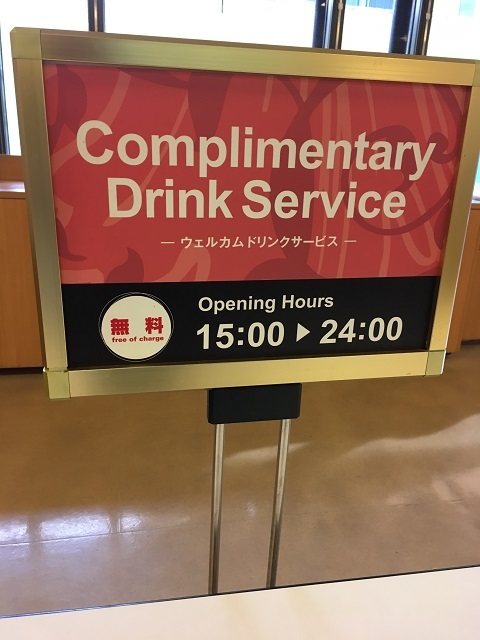 Complimentary
Drink Service
— ウェルカムドリンクサービス —
無料
free of charge
Opening Hours
15:00 ▶ 24:00